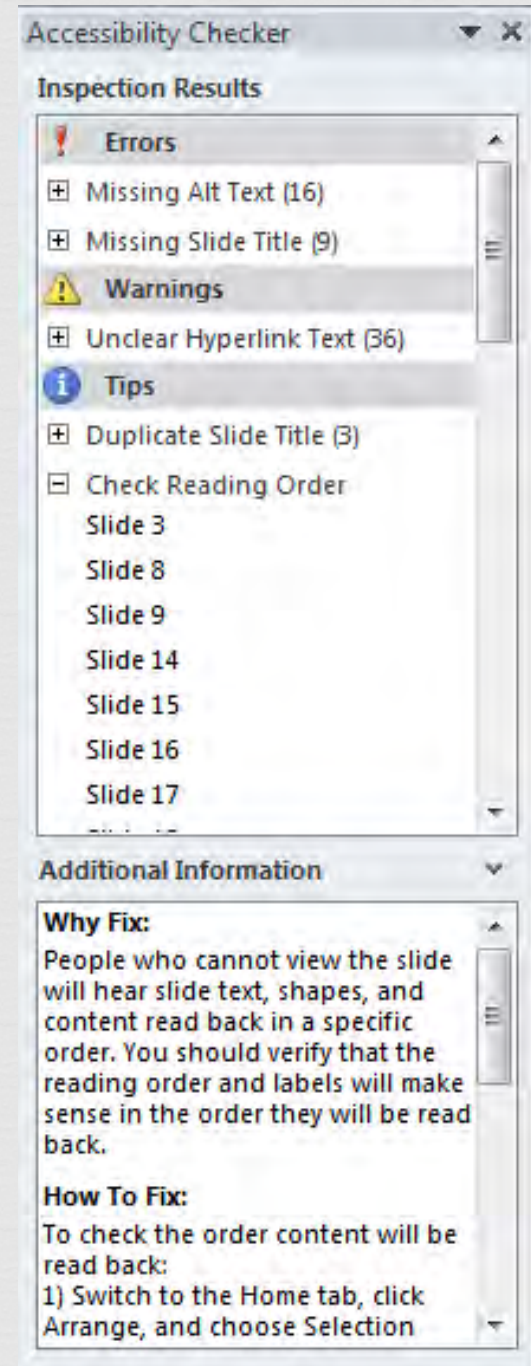 Accessibility Checker
Inspection Results
Errors
Missing Alt Text (16)
Missing Slide Title (9)
Warnings
Unclear Hyperlink Text (36)
Tips
Duplicate Slide Title (3)
Check Reading Order
Slide 3
Slide 8
Slide 9
Slide 14
Slide 15
Slide 16
Slide 17
Additional Information
Why Fix:
People who cannot view the slide
will hear slide text, shapes, and
content read back in a specific
order. You should verify that the
reading order and labels will make
sense in the order they will be read
back.
How To Fix:
To check the order content will be
read back:
1) Switch to the Home tab, click
Arrange, and choose Selection